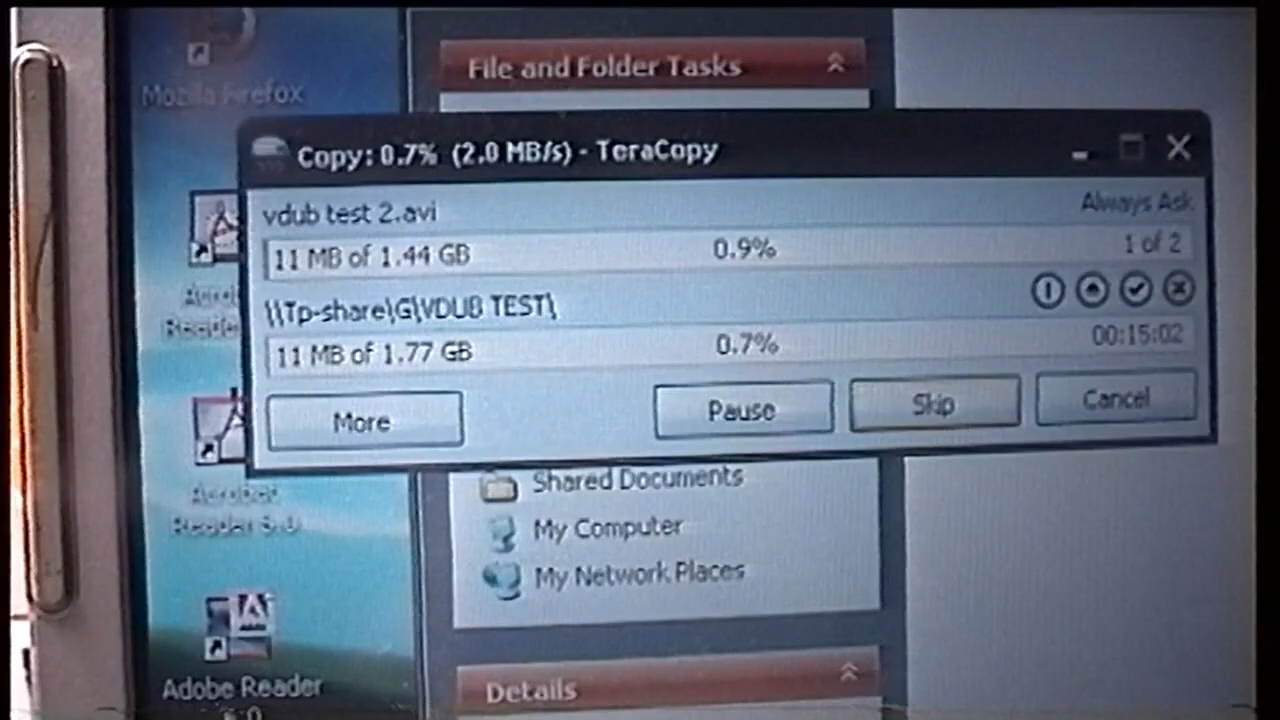 Mozilla Firefox
File and Folder Tasks
Copy: 0.7% (2.0 MB/s) - TeraCopy
vdub test 2.avi
Always Ask
11 MB of 1.44 GB
0.9%
1 of 2
\\Tp-share\G\VDUB TEST\
11 MB of 1.77 GB
0.7%
00:15:02
More
Pause
Skip
Cancel
Reader 5.0
Shared Documents
My Computer
My Network Places
Adobe Reader
Details